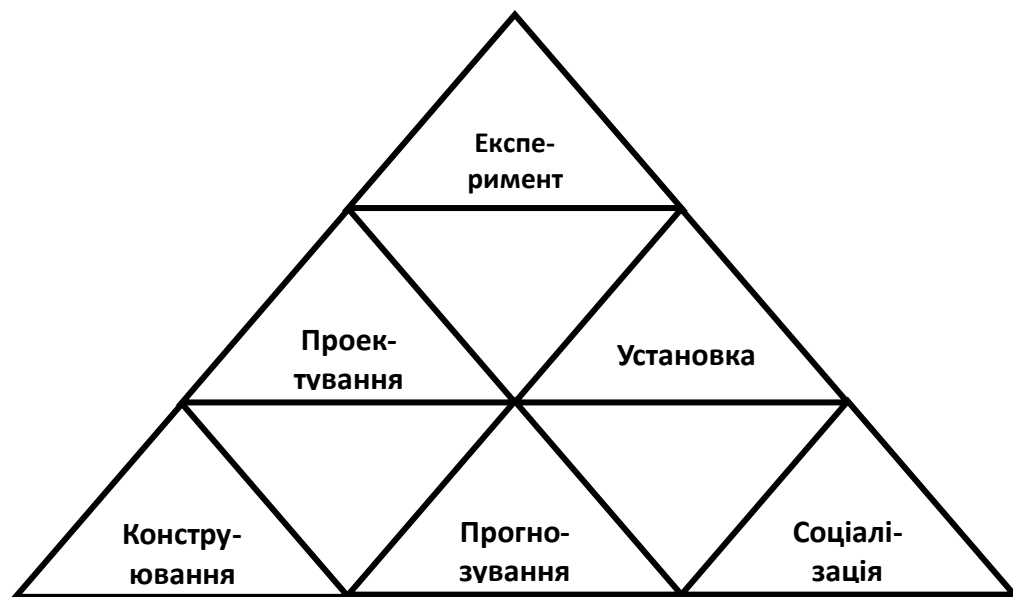 Експе-
римент
Проек-
тування
Установка
Констру-
ювання
Прогно-
зування
Соціалі-
зація